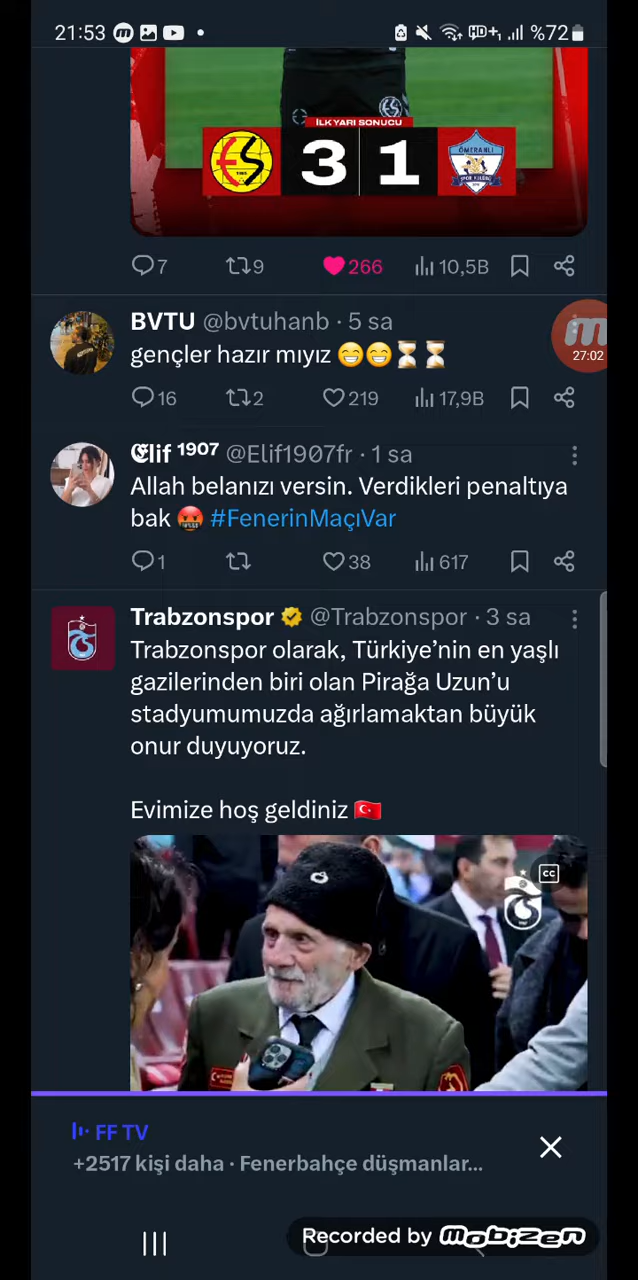 21:53 HD+ %72
İLK YARI SONUCU
ES 3 1 ÖMERANLI
7 9 266 10,5B
BVTU @bvtuhanb · 5 sa
gençler hazır mıyız 😁😁⏳⏳
27:02
16 2 219 17,9B
Elif ¹⁹⁰⁷ @Elif1907fr · 1 sa
Allah belanızı versin. Verdikleri penaltıya
bak 🤬 #FenerinMaçıVar
1 38 617
Trabzonspor @Trabzonspor · 3 sa
Trabzonspor olarak, Türkiye’nin en yaşlı
gazilerinden biri olan Pirağa Uzun’u
stadyumumuzda ağırlamaktan büyük
onur duyuyoruz.
Evimize hoş geldiniz 🇹🇷
CC
FF TV
+2517 kişi daha · Fenerbahçe düşmanlar...
Recorded by Mobizen